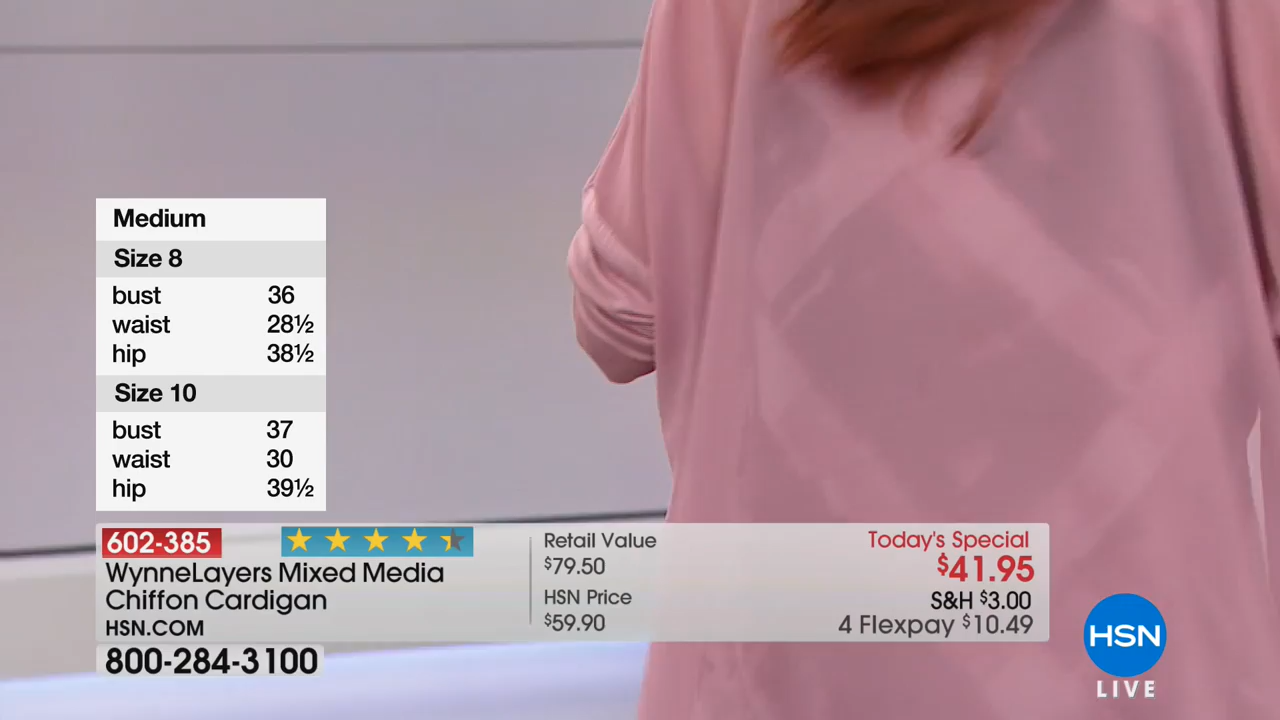 Medium
Size 8
bust 36
waist 28½
hip 38½
Size 10
bust 37
waist 30
hip 39½
602-385
WynneLayers Mixed Media
Chiffon Cardigan
HSN.COM
800-284-3100
Retail Value
$79.50
HSN Price
$59.90
Today's Special
$41.95
S&H $3.00
4 Flexpay $10.49
HSN
LIVE